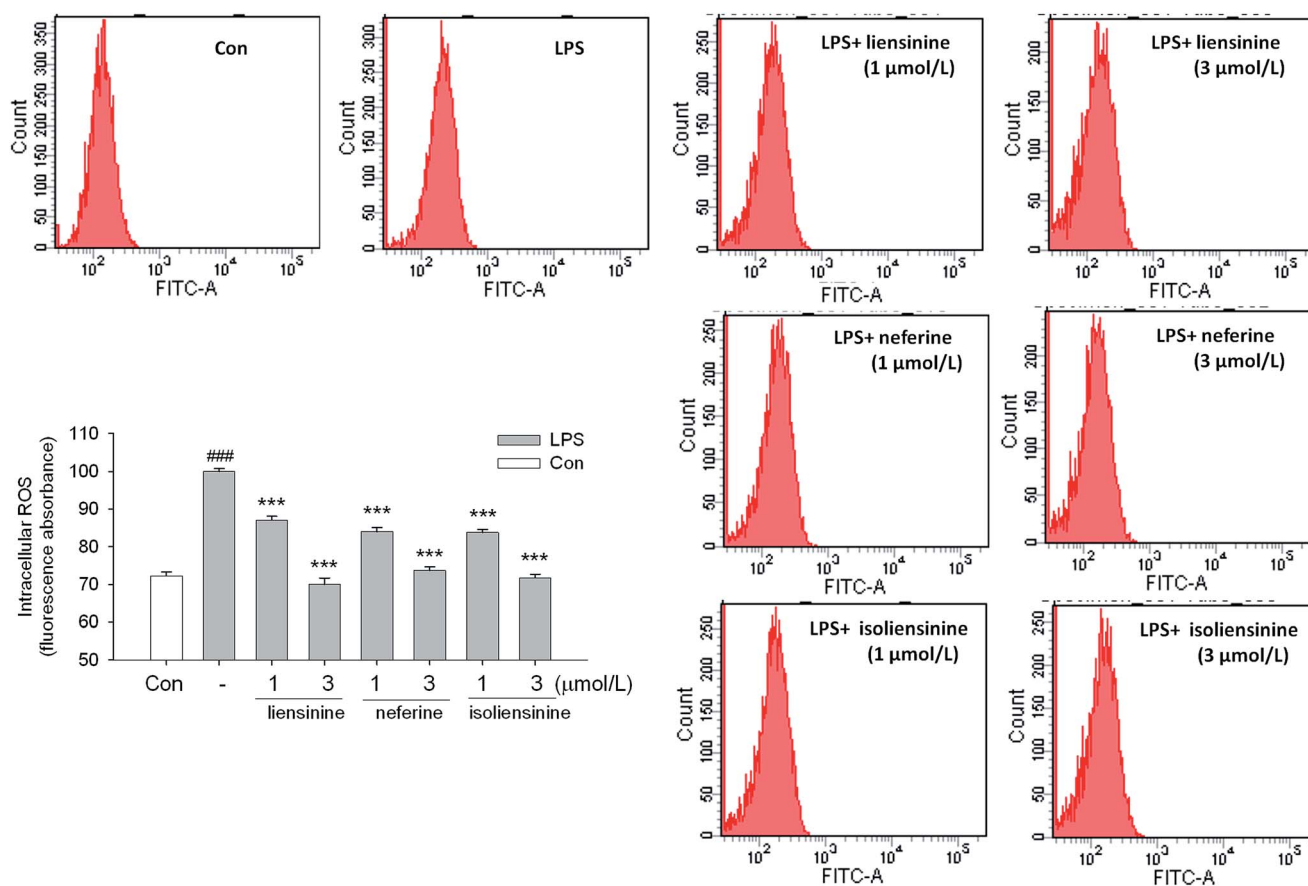 Con
350
300
250
200
150
100
50
0
Count
10²
10³
10⁴
10⁵
FITC-A
LPS
300
250
200
150
100
50
0
Count
10²
10³
10⁴
10⁵
FITC-A
LPS+ liensinine
(1 μmol/L)
250
200
150
100
50
0
Count
10²
10³
10⁴
10⁵
FITC-A
LPS+ liensinine
(3 μmol/L)
200
150
100
50
0
Count
10²
10³
10⁴
10⁵
FITC-A
LPS+ neferine
(1 μmol/L)
250
200
150
100
50
0
Count
10²
10³
10⁴
10⁵
FITC-A
LPS+ neferine
(3 μmol/L)
200
150
100
50
0
Count
10²
10³
10⁴
10⁵
FITC-A
Intracellular ROS
(fluorescence absorbance)
110
100
90
80
70
60
50
LPS
Con
###
***
***
***
***
***
***
Con - 1 3 1 3 1 3 (μmol/L)
liensinine neferine isoliensinine
LPS+ isoliensinine
(1 μmol/L)
250
200
150
100
50
0
Count
10²
10³
10⁴
10⁵
FITC-A
LPS+ isoliensinine
(3 μmol/L)
250
200
150
100
50
0
Count
10²
10³
10⁴
10⁵
FITC-A